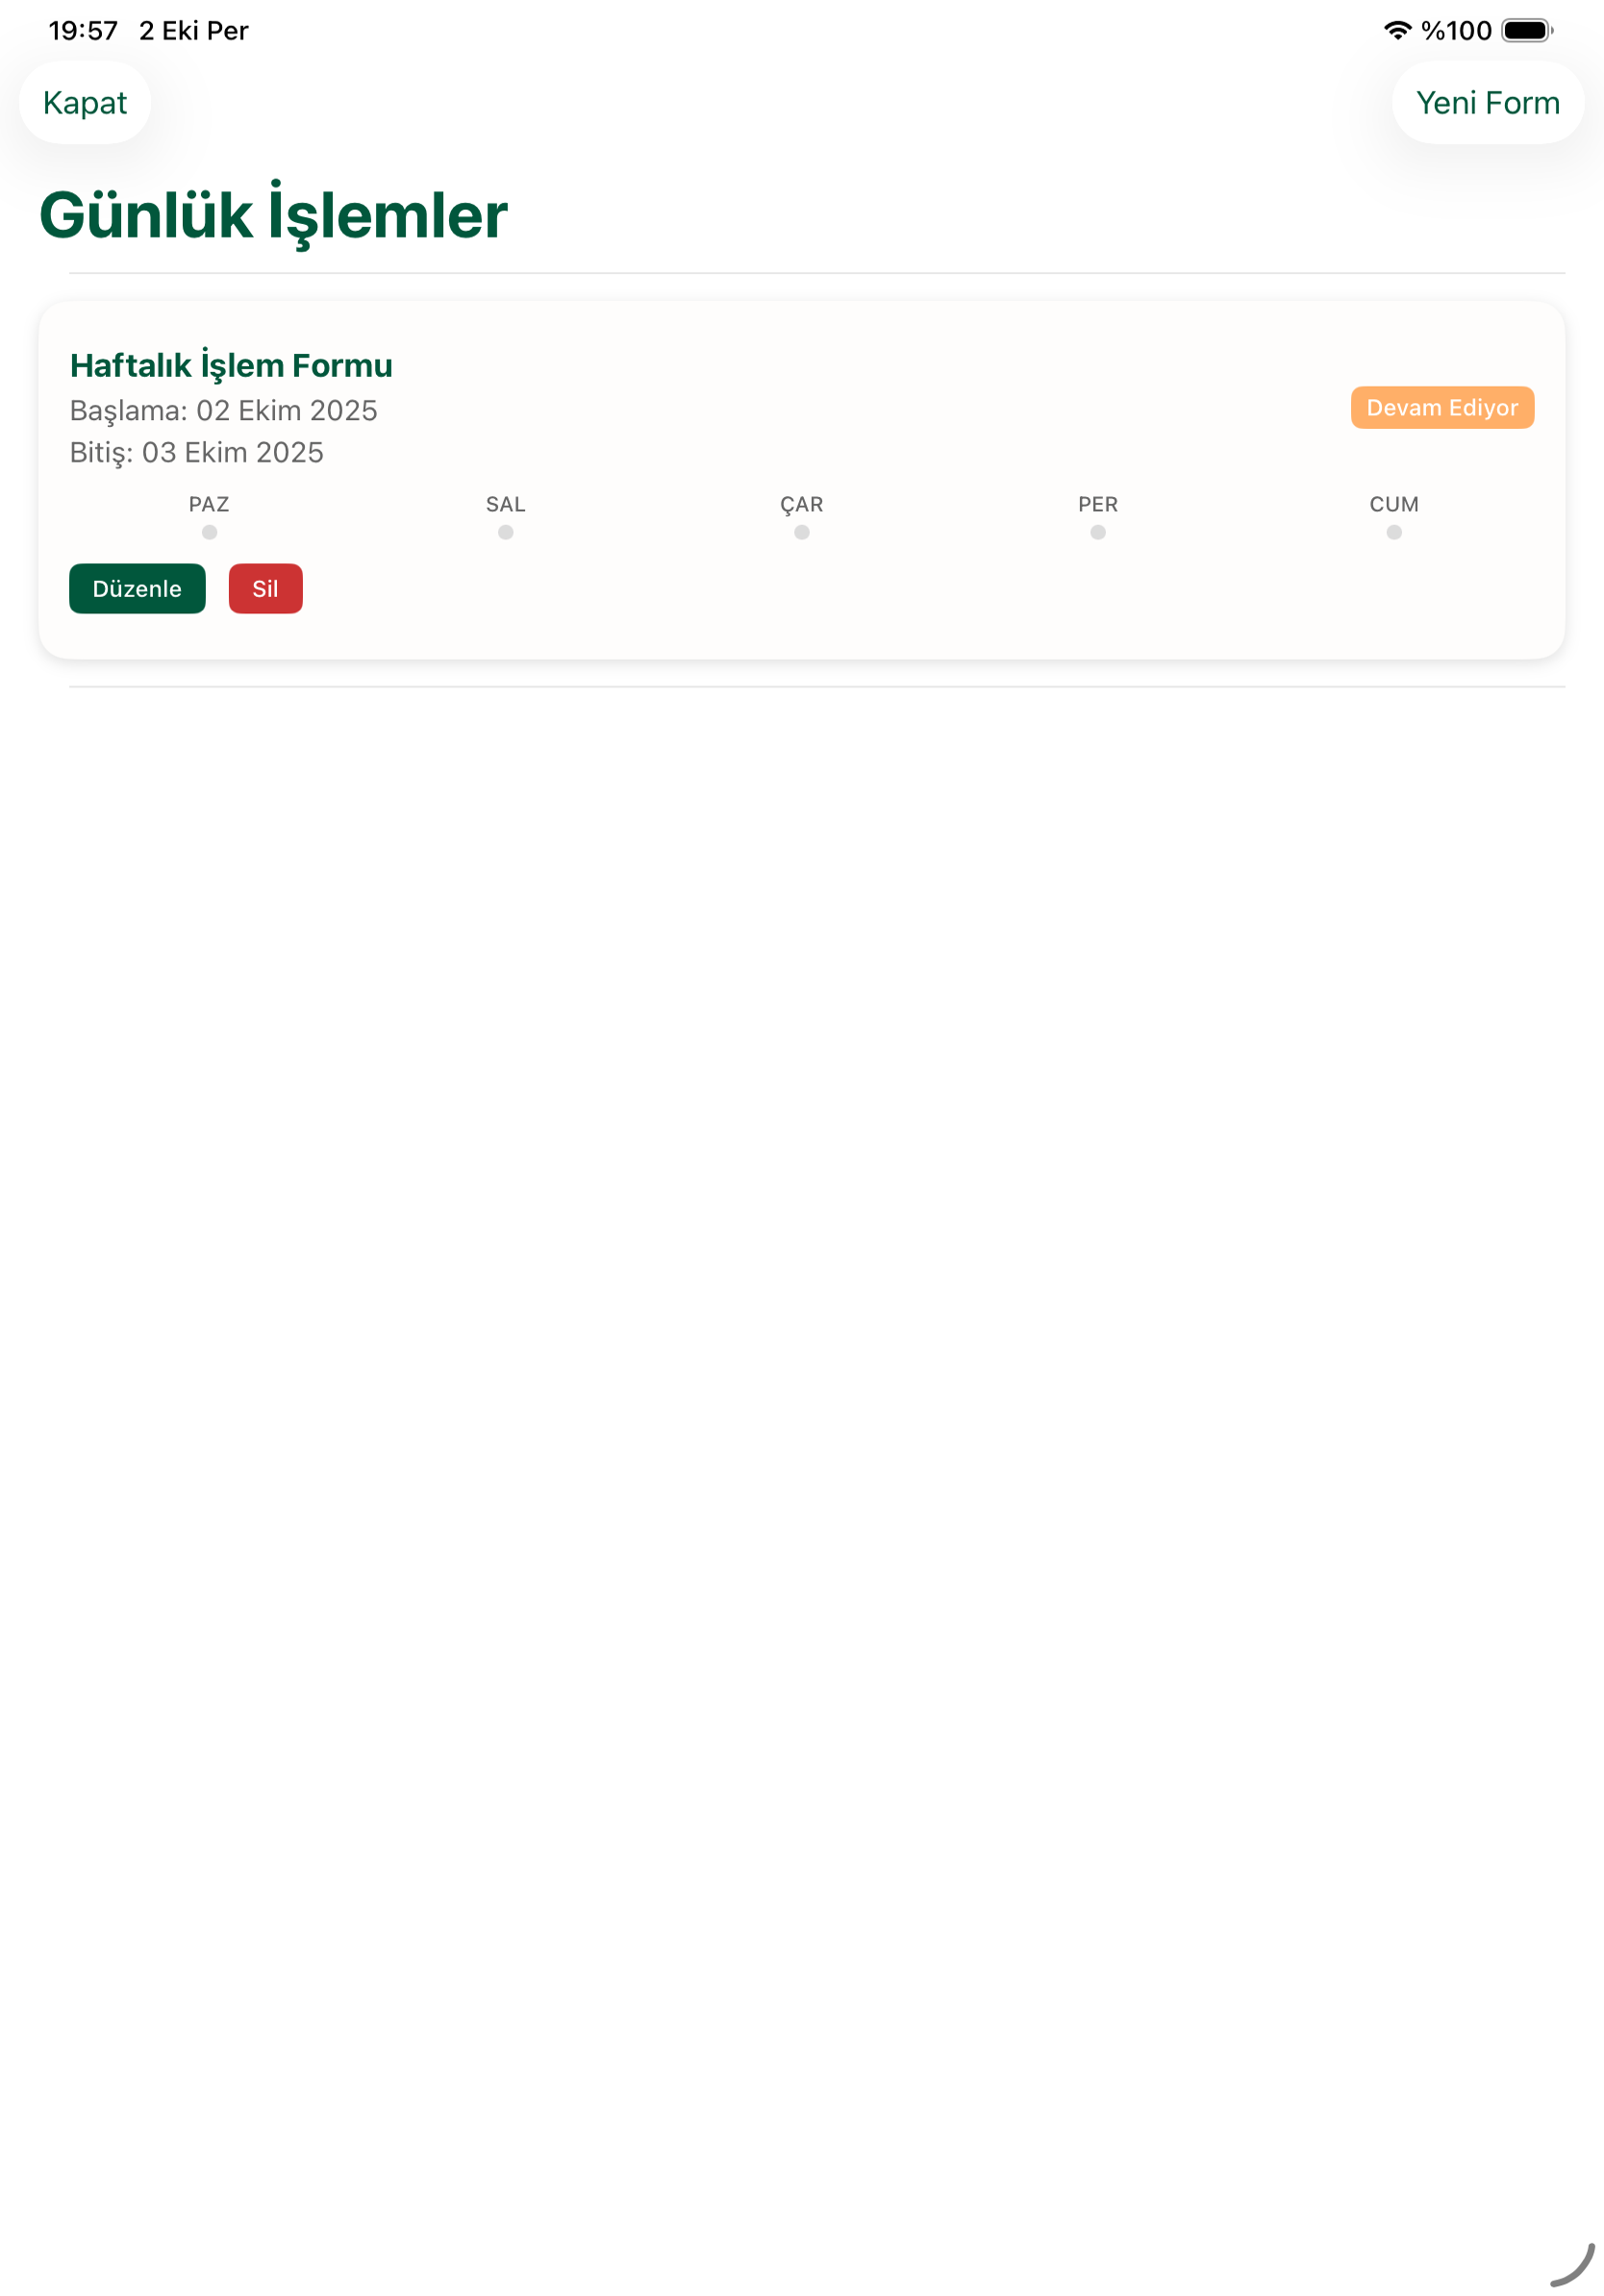 19:57 2 Eki Per %100
Kapat Yeni Form
Günlük İşlemler
Haftalık İşlem Formu
Başlama: 02 Ekim 2025
Devam Ediyor
Bitiş: 03 Ekim 2025
PAZ SAL ÇAR PER CUM
Düzenle Sil